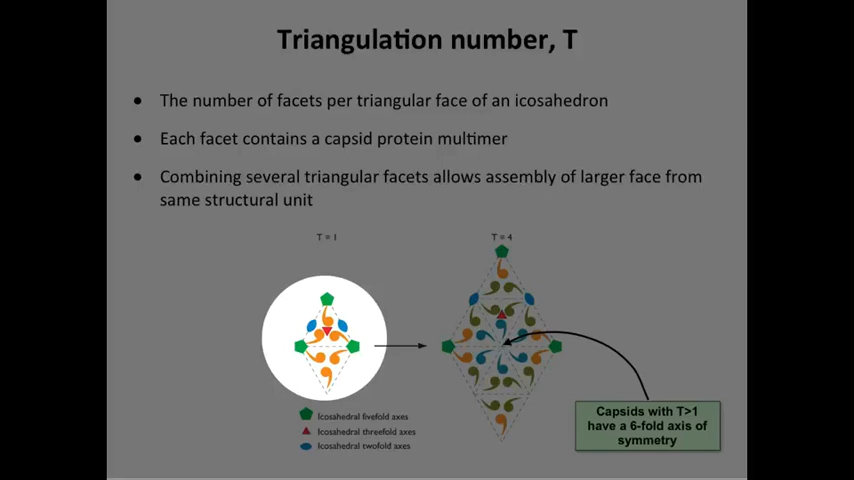 Triangulation number, T
The number of facets per triangular face of an icosahedron
Each facet contains a capsid protein multimer
Combining several triangular facets allows assembly of larger face from
same structural unit
T = 1
T = 4
Icosahedral fivefold axes
Icosahedral threefold axes
Icosahedral twofold axes
Capsids with T>1
have a 6-fold axis of
symmetry